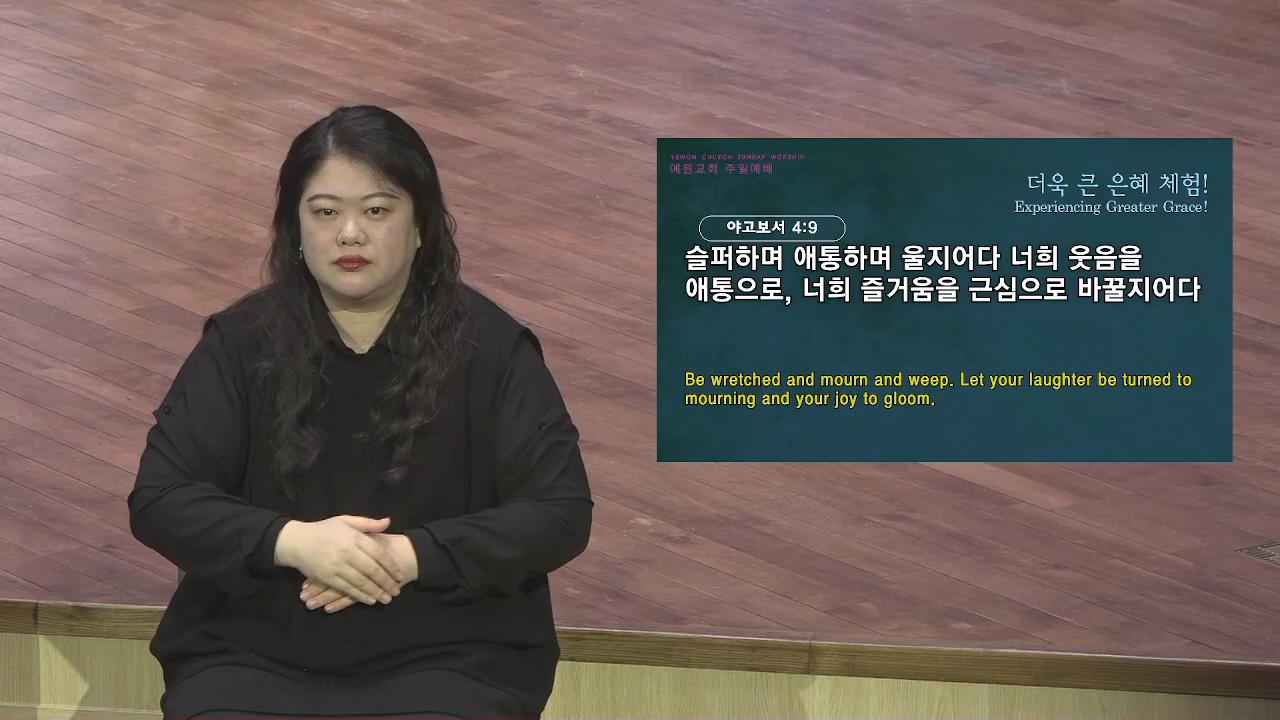 YEWON CHURCH SUNDAY WORSHIP
예원교회 주일예배
더욱 큰 은혜 체험!
Experiencing Greater Grace!
야고보서 4:9
슬퍼하며 애통하며 울지어다 너희 웃음을
애통으로, 너희 즐거움을 근심으로 바꿀지어다
Be wretched and mourn and weep. Let your laughter be turned to
mourning and your joy to gloom.